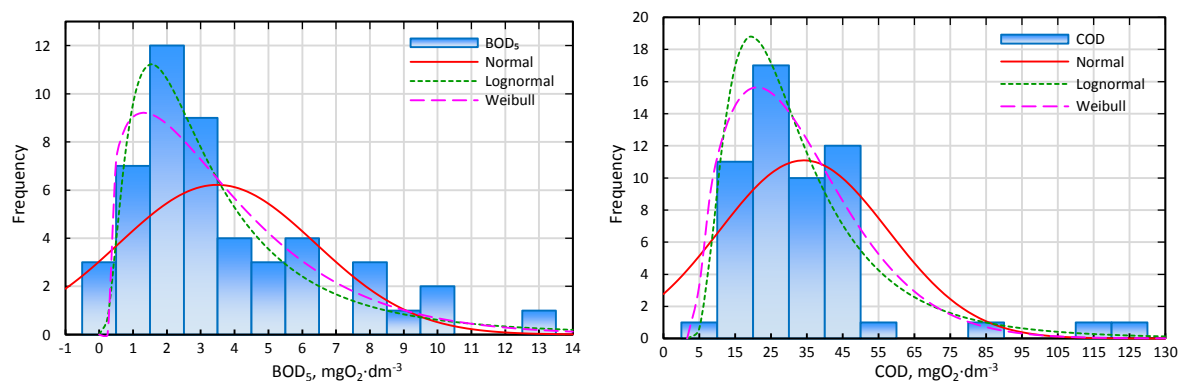 12
10
8
6
4
2
0
Frequency
BOD₅
Normal
Lognormal
Weibull
-1 0 1 2 3 4 5 6 7 8 9 10 11 12 13 14
BOD₅, mgO₂·dm⁻³
20
18
16
14
12
10
8
6
4
2
0
Frequency
COD
Normal
Lognormal
Weibull
-5 5 15 25 35 45 55 65 75 85 95 105 115 130
COD, mgO₂·dm⁻³